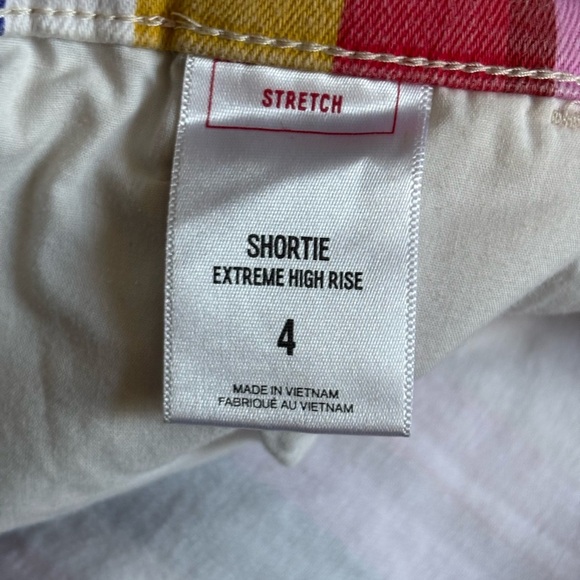 STRETCH
SHORTIE
EXTREME HIGH RISE
4
MADE IN VIETNAM
FABRIQUÉ AU VIETNAM